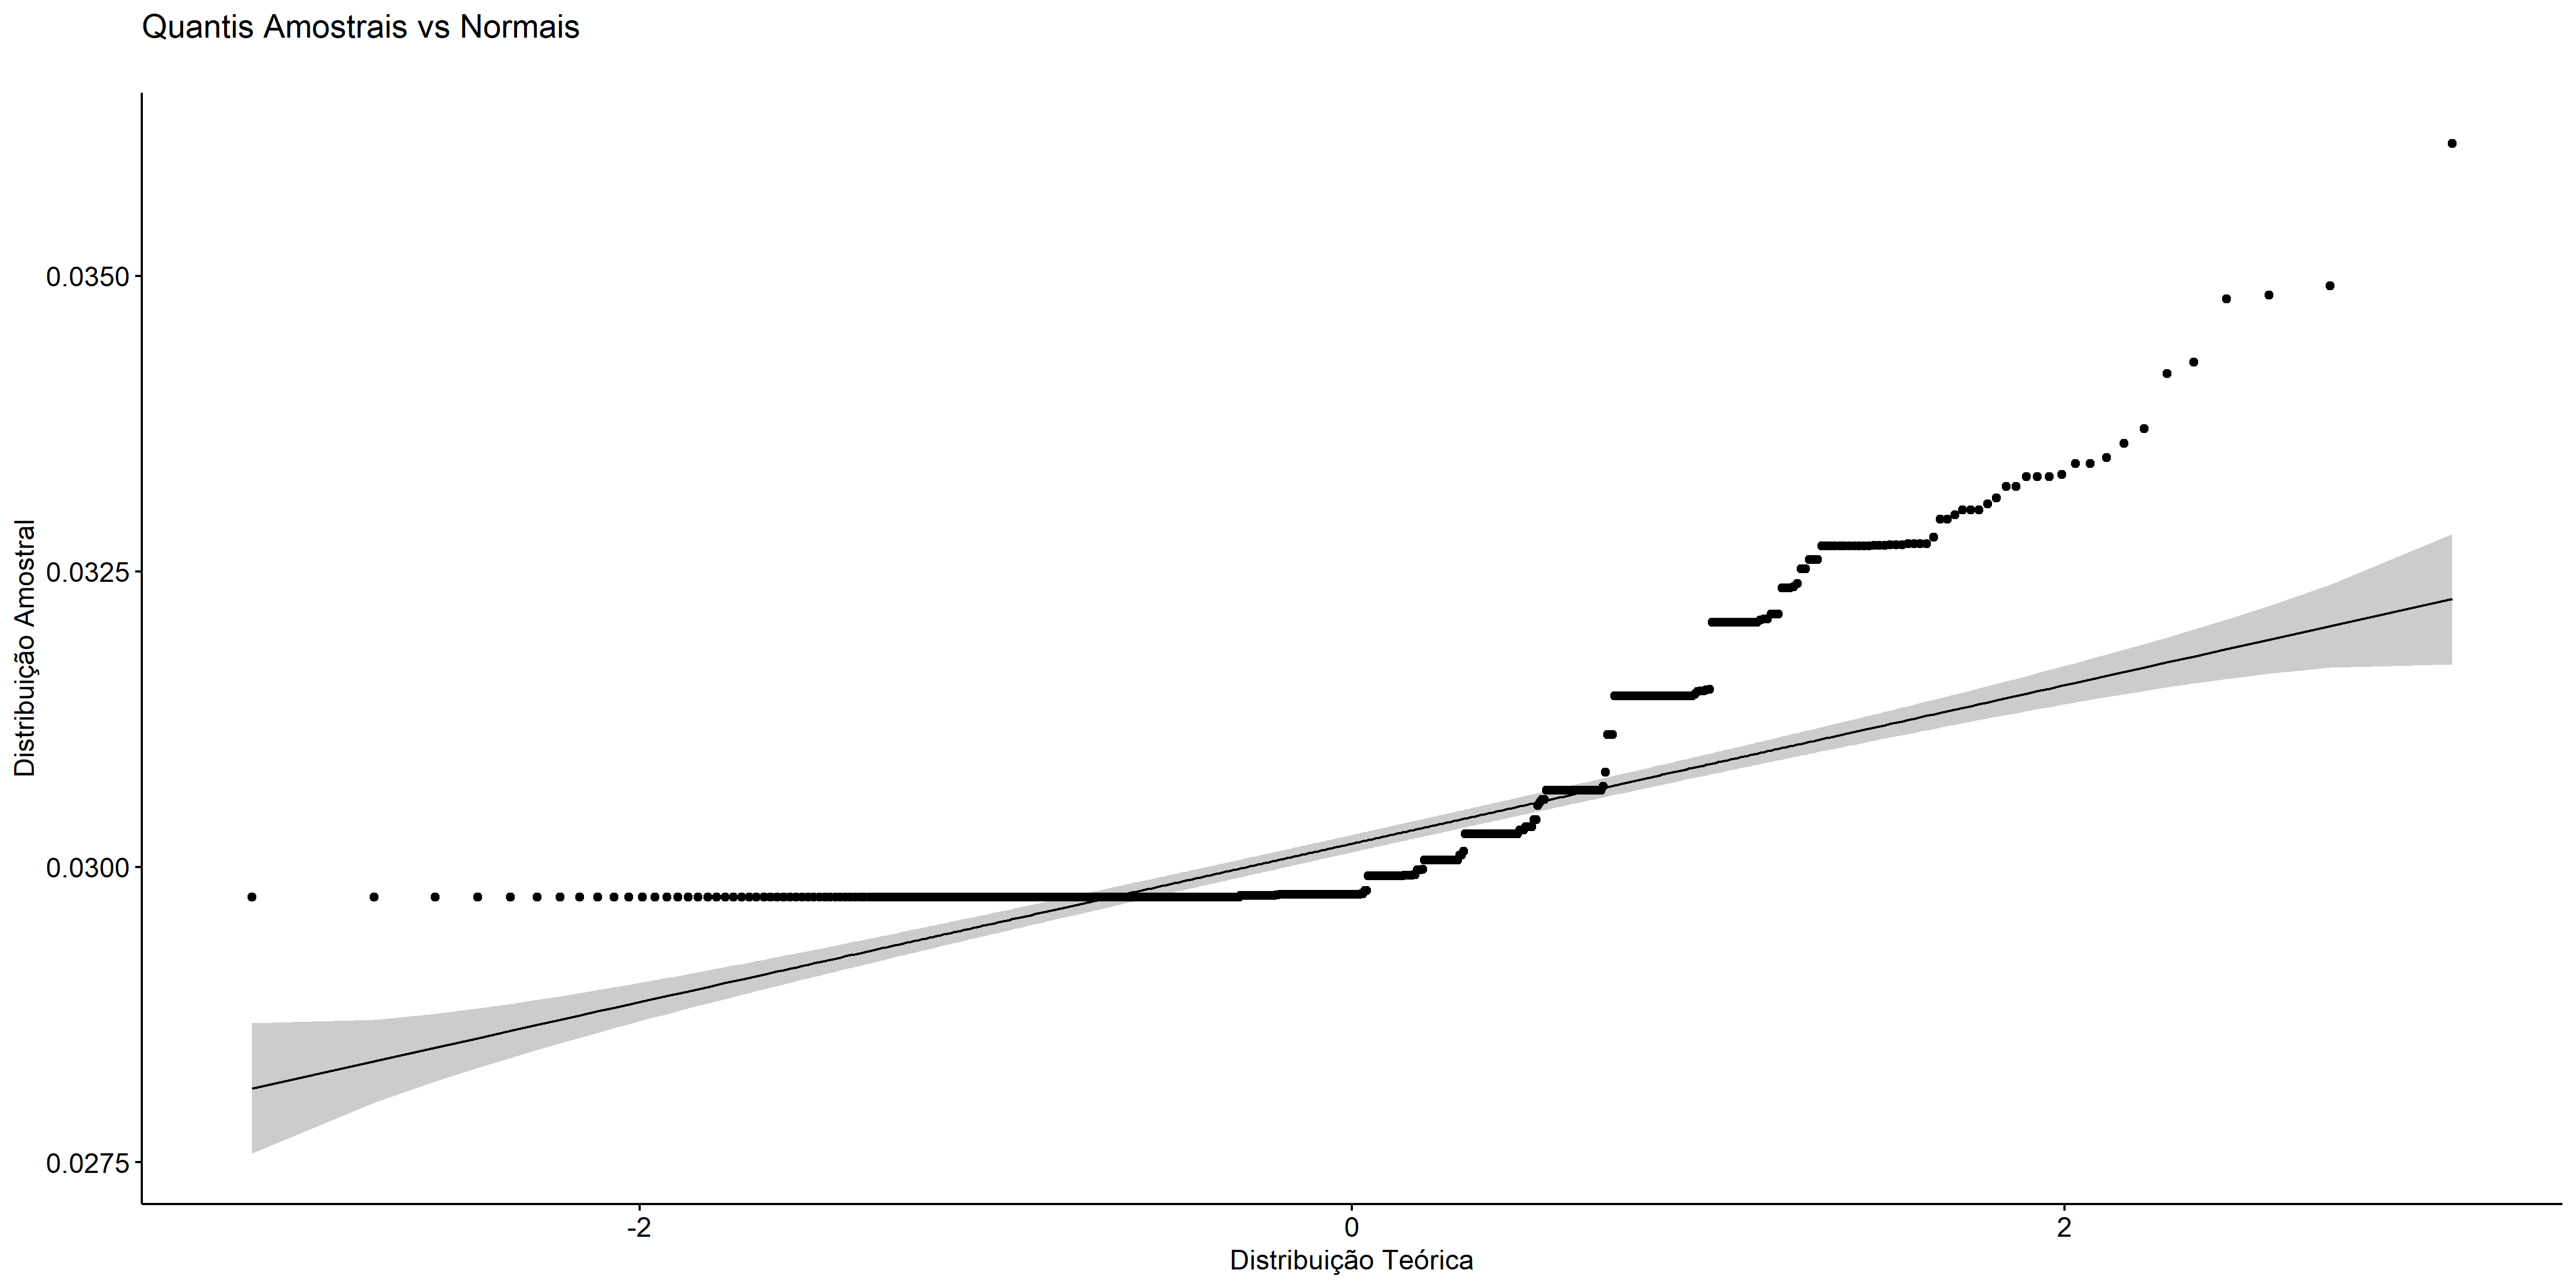 Quantis Amostrais vs Normais
Distribuição Amostral
0.0350
0.0325
0.0300
0.0275
-2
0
2
Distribuição Teórica